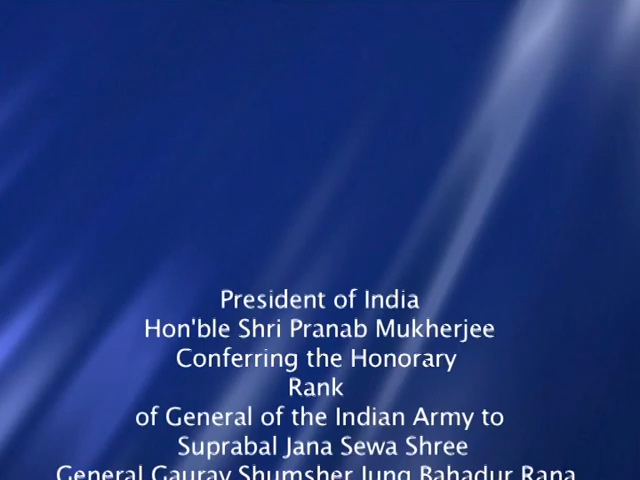 President of India
Hon'ble Shri Pranab Mukherjee
Conferring the Honorary
Rank
of General of the Indian Army to
Suprabal Jana Sewa Shree
General Gaurav Shumsher Jung Bahadur Rana